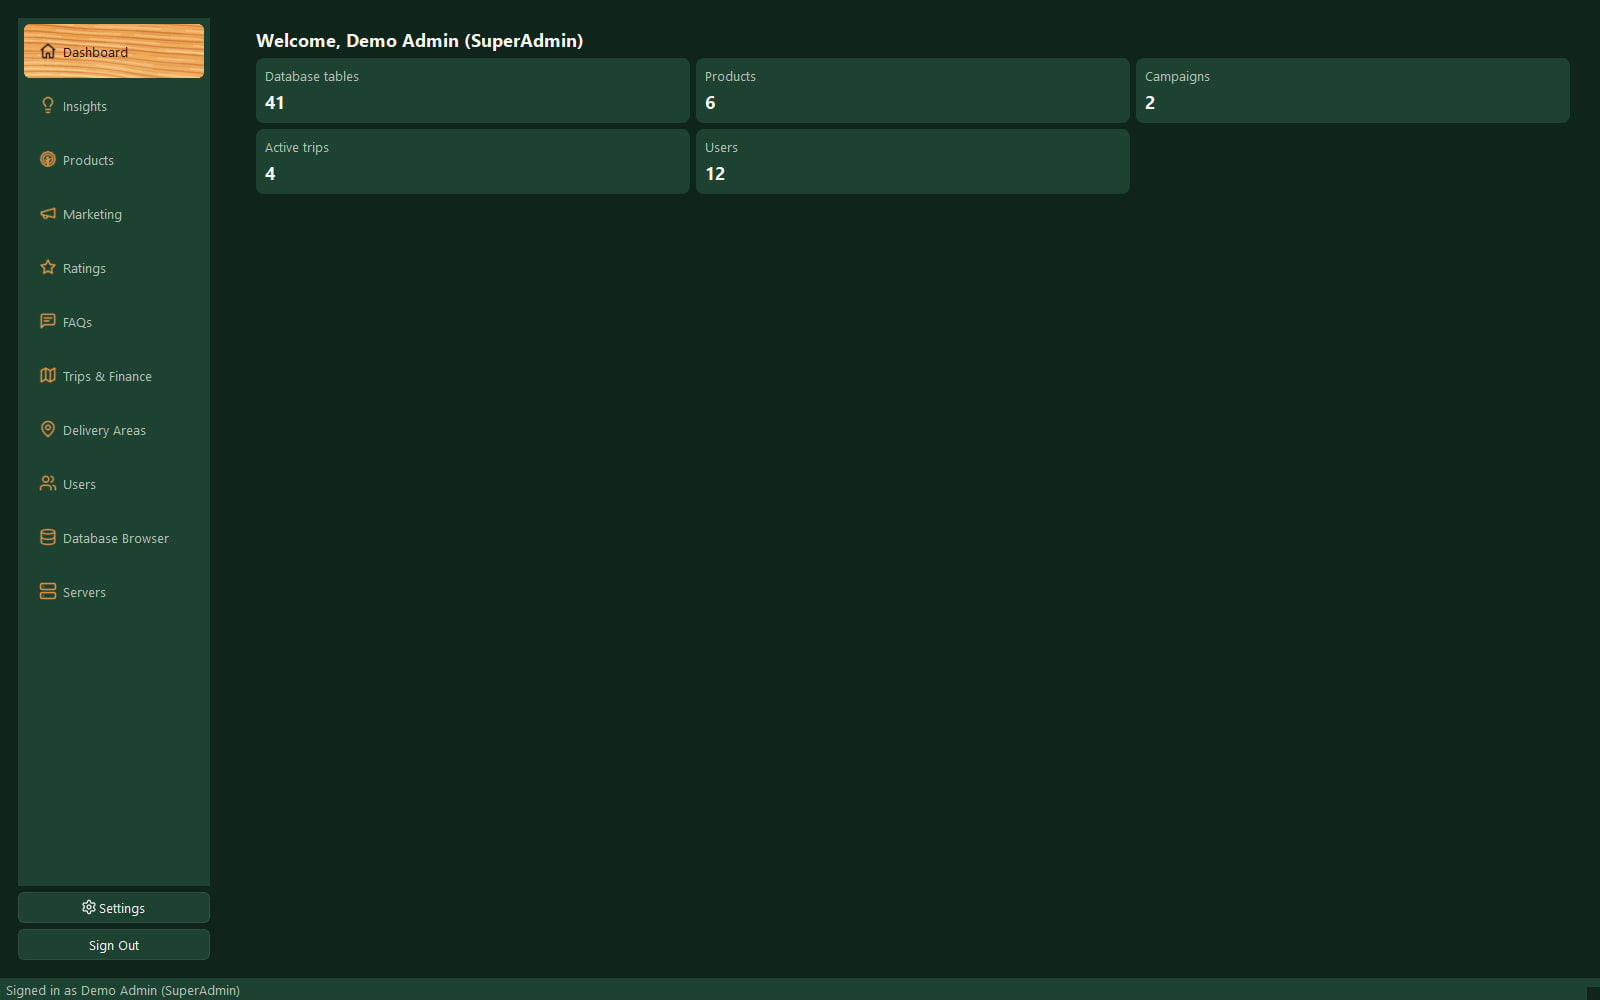 Dashboard
Insights
Products
Marketing
Ratings
FAQs
Trips & Finance
Delivery Areas
Users
Database Browser
Servers
Settings
Sign Out
Welcome, Demo Admin (SuperAdmin)
Database tables
41
Products
6
Campaigns
2
Active trips
4
Users
12
Signed in as Demo Admin (SuperAdmin)